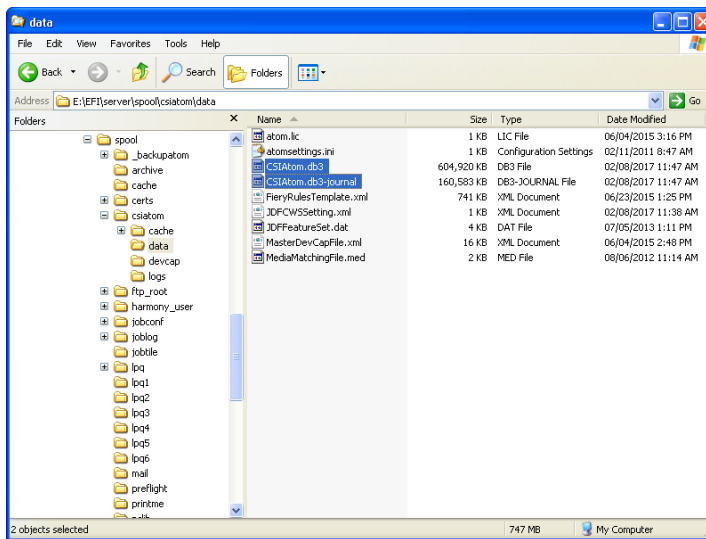 data
File Edit View Favorites Tools Help
Back Search Folders
Address E:\EFI\server\spool\csiatom\data Go
Folders × Name Size Type Date Modified
spool
_backupatom
archive
cache
certs
csiatom
cache
data
devcap
logs
ftp_root
harmony_user
jobconf
joblog
jobtile
lpq
lpq1
lpq2
lpq3
lpq4
lpq5
lpq6
mail
preflight
printme
atom.lic 1 KB LIC File 06/04/2015 3:16 PM
atomsettings.ini 1 KB Configuration Settings 02/11/2011 8:47 AM
CSIAtom.db3 604,920 KB DB3 File 02/08/2017 11:47 AM
CSIAtom.db3-journal 160,583 KB DB3-JOURNAL File 02/08/2017 11:47 AM
FieryRulesTemplate.xml 741 KB XML Document 06/23/2015 1:25 PM
JDFCWSSetting.xml 1 KB XML Document 02/08/2017 11:38 AM
JDFFeatureSet.dat 4 KB DAT File 07/05/2013 1:11 PM
MasterDevCapFile.xml 16 KB XML Document 06/04/2015 2:48 PM
MediaMatchingFile.med 2 KB MED File 08/06/2012 11:14 AM
2 objects selected 747 MB My Computer